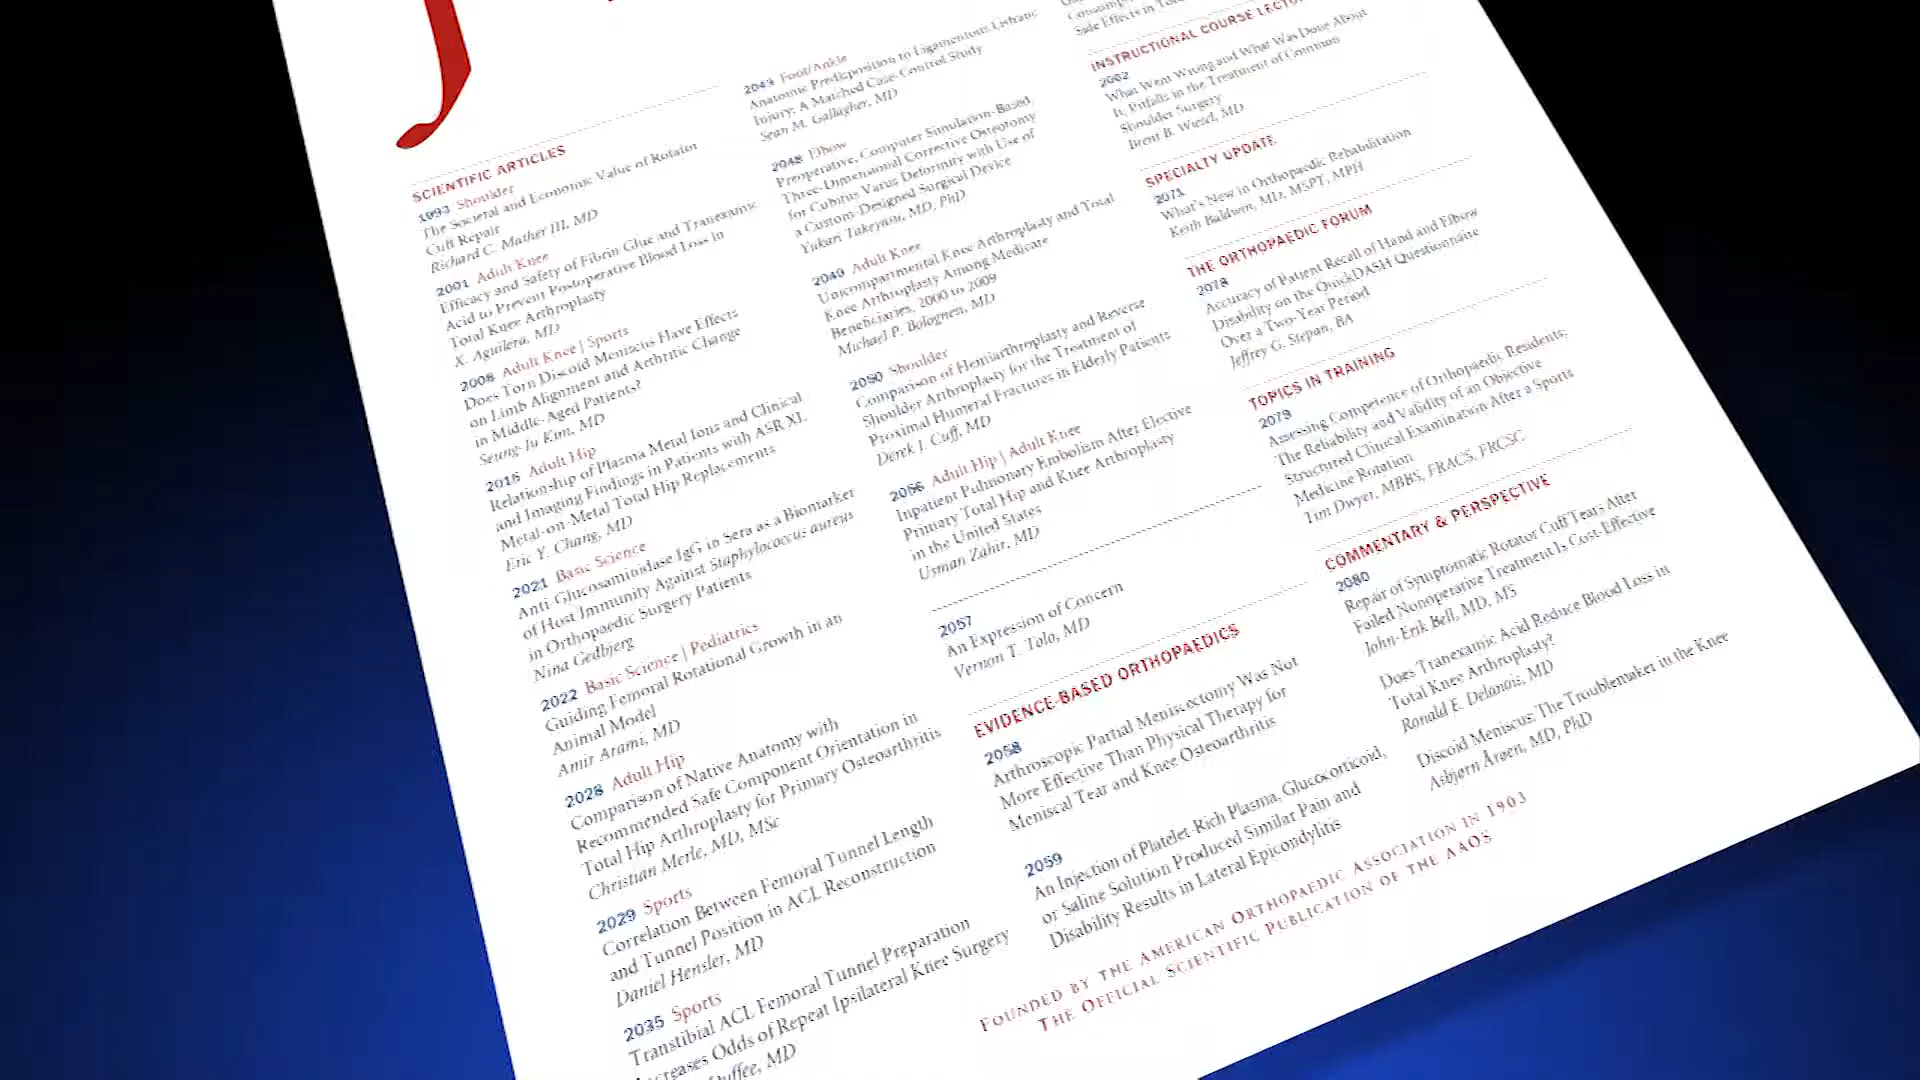 J
SCIENTIFIC ARTICLES
1993 Shoulder
The Societal and Economic Value of Rotator
Cuff Repair
Richard C. Mather III, MD
2001 Adult Knee
Efficacy and Safety of Fibrin Glue and Tranexamic
Acid to Prevent Postoperative Blood Loss in
Total Knee Arthroplasty
X. Aguilera, MD
2008 Adult Knee | Sports
Does Torn Discoid Meniscus Have Effects
on Limb Alignment and Arthritic Change
in Middle-Aged Patients?
Seung-Ju Kim, MD
2015 Adult Hip
Relationship of Plasma Metal Ions and Clinical
and Imaging Findings in Patients with ASR XL
Metal-on-Metal Total Hip Replacements
Eric Y. Chang, MD
2021 Basic Science
Anti-Glucosaminidase IgG in Sera as a Biomarker
of Host Immunity Against Staphylococcus aureus
in Orthopaedic Surgery Patients
Nina Gedbjerg
2022 Basic Science | Pediatrics
Guiding Femoral Rotational Growth in an
Animal Model
Amir Arami, MD
2028 Adult Hip
Comparison of Native Anatomy with
Recommended Safe Component Orientation in
Total Hip Arthroplasty for Primary Osteoarthritis
Christian Merle, MD, MSc
2029 Sports
Correlation Between Femoral Tunnel Length
and Tunnel Position in ACL Reconstruction
Daniel Hensler, MD
2035 Sports
Transtibial ACL Femoral Tunnel Preparation
creases Odds of Repeat Ipsilateral Knee Surgery
uffee, MD
2043 Foot/Ankle
Anatomic Predisposition to Ligamentous Lisfranc
Injury: A Matched Case-Control Study
Sean M. Gallagher, MD
2048 Elbow
Preoperative, Computer Simulation-Based
Three-Dimensional Corrective Osteotomy
for Cubitus Varus Deformity with Use of
a Custom-Designed Surgical Device
Yukari Takeyasu, MD, PhD
2049 Adult Knee
Unicompartmental Knee Arthroplasty and Total
Knee Arthroplasty Among Medicare
Beneficiaries, 2000 to 2009
Michael P. Bolognesi, MD
2050 Shoulder
Comparison of Hemiarthroplasty and Reverse
Shoulder Arthroplasty for the Treatment of
Proximal Humeral Fractures in Elderly Patients
Derek J. Cuff, MD
2056 Adult Hip | Adult Knee
Inpatient Pulmonary Embolism After Elective
Primary Total Hip and Knee Arthroplasty
in the United States
Usman Zahir, MD
2057
An Expression of Concern
Vernon T. Tolo, MD
EVIDENCE-BASED ORTHOPAEDICS
2058
Arthroscopic Partial Meniscectomy Was Not
More Effective Than Physical Therapy for
Meniscal Tear and Knee Osteoarthritis
2059
An Injection of Platelet-Rich Plasma, Glucocorticoid,
or Saline Solution Produced Similar Pain and
Disability Results in Lateral Epicondylitis
Side Effects in
INSTRUCTIONAL COURSE LECTU
2062
What Went Wrong and What Was Done About
It. Pitfalls in the Treatment of Common
Shoulder Surgery
Brent B. Wiesel, MD
SPECIALTY UPDATE
2071
What's New in Orthopaedic Rehabilitation
Keith Baldwin, MD, MSPT, MPH
THE ORTHOPAEDIC FORUM
2078
Accuracy of Patient Recall of Hand and Elbow
Disability on the QuickDASH Questionnaire
Over a Two-Year Period
Jeffrey G. Stepan, BA
TOPICS IN TRAINING
2079
Assessing Competence of Orthopaedic Residents:
The Reliability and Validity of an Objective
Structured Clinical Examination After a Sports
Medicine Rotation
Tim Dwyer, MBBS, FRACS, FRCSC
COMMENTARY & PERSPECTIVE
2080
Repair of Symptomatic Rotator Cuff Tears After
Failed Nonoperative Treatment Is Cost-Effective
John-Erik Bell, MD, MS
Does Tranexamic Acid Reduce Blood Loss in
Total Knee Arthroplasty?
Ronald E. Delanois, MD
Discoid Meniscus: The Troublemaker in the Knee
Asbjørn Årøen, MD, PhD
FOUNDED BY THE AMERICAN ORTHOPAEDIC ASSOCIATION IN 1903
THE OFFICIAL SCIENTIFIC PUBLICATION OF THE AAOS